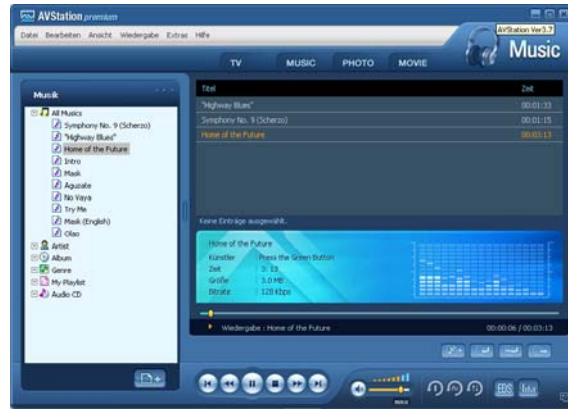 AVStation premium
Datei Bearbeiten Ansicht Wiedergabe Extras Hilfe
AVStation Ver3.7
Music
TV MUSIC PHOTO MOVIE
Musik
All Musics
Symphony No. 9 (Scherzo)
"Highway Blues"
Home of the Future
Intro
Mask
Aguzate
No Vaya
Try Me
Mask (English)
Olao
Artist
Album
Genre
My Playlist
Audio CD
Titel Zeit
"Highway Blues" 00:01:33
Symphony No. 9 (Scherzo) 00:01:15
Home of the Future 00:03:13
Keine Einträge ausgewählt.
Home of the Future
Künstler Press the Green Button
Zeit : 3: 13
Größe : 3.0 MB
Bitrate : 128 kbps
Wiedergabe : Home of the Future 00:00:06 / 00:03:13
EDS